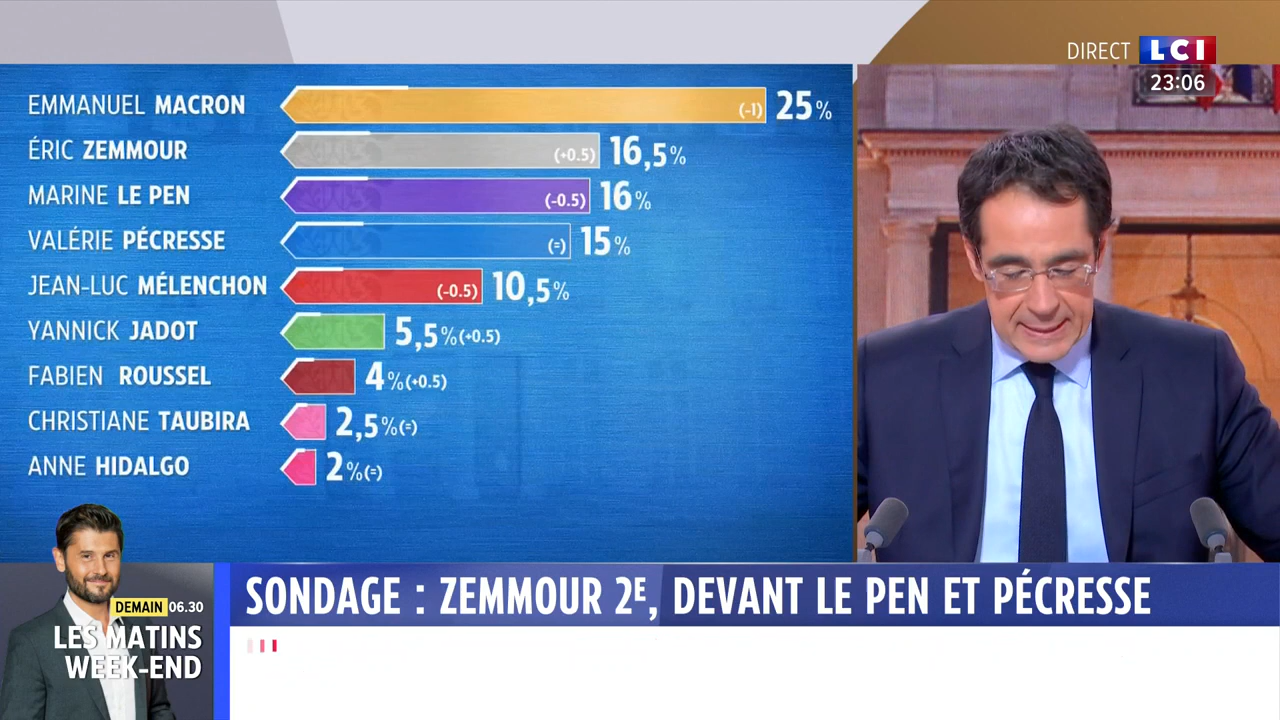 DIRECT LCI
23:06
EMMANUEL MACRON (-1) 25%
ÉRIC ZEMMOUR (+0.5) 16,5%
MARINE LE PEN (-0.5) 16%
VALÉRIE PÉCRESSE (=) 15%
JEAN-LUC MÉLENCHON (-0.5) 10,5%
YANNICK JADOT 5,5%(+0.5)
FABIEN ROUSSEL 4%(+0.5)
CHRISTIANE TAUBIRA 2,5%(=)
ANNE HIDALGO 2%(=)
DEMAIN 06.30
LES MATINS
WEEK-END
SONDAGE : ZEMMOUR 2E, DEVANT LE PEN ET PÉCRESSE